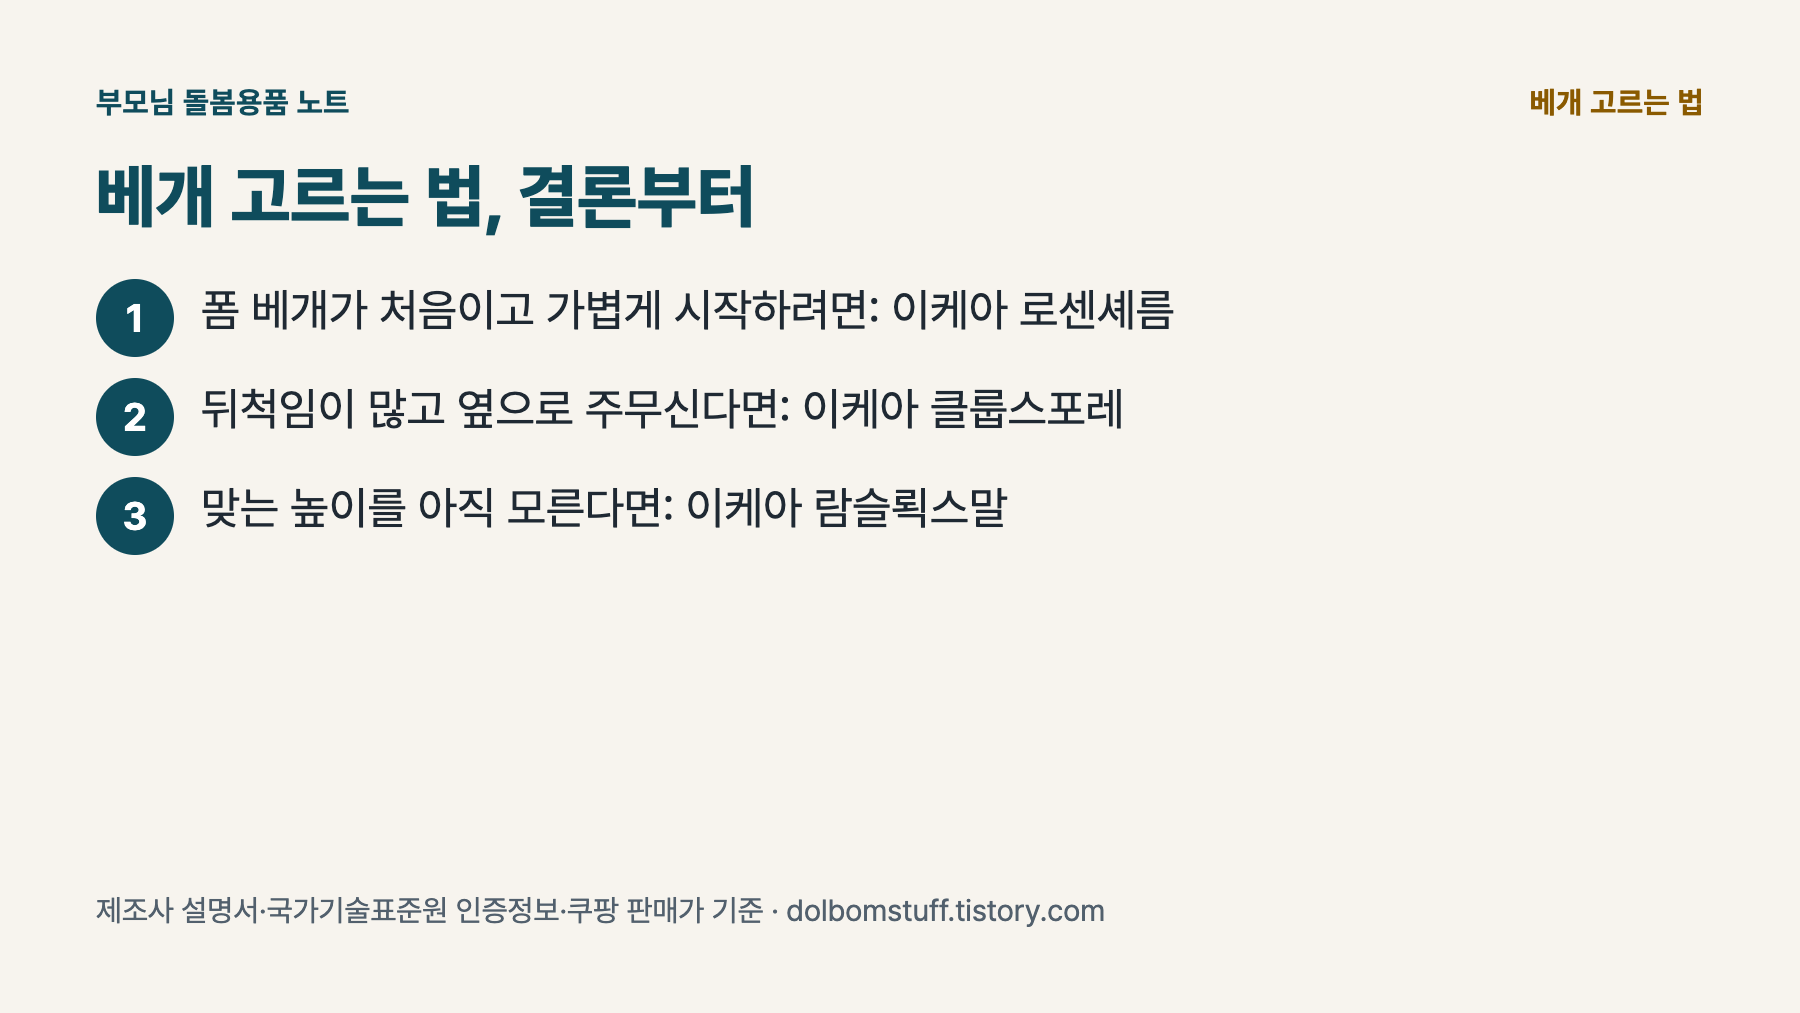 부모님 돌봄용품 노트
베개 고르는 법
베개 고르는 법, 결론부터
1 폼 베개가 처음이고 가볍게 시작하려면: 이케아 로센셰름
2 뒤척임이 많고 옆으로 주무신다면: 이케아 클룹스포레
3 맞는 높이를 아직 모른다면: 이케아 람슬뢱스말
제조사 설명서·국가기술표준원 인증정보·쿠팡 판매가 기준 · dolbomstuff.tistory.com